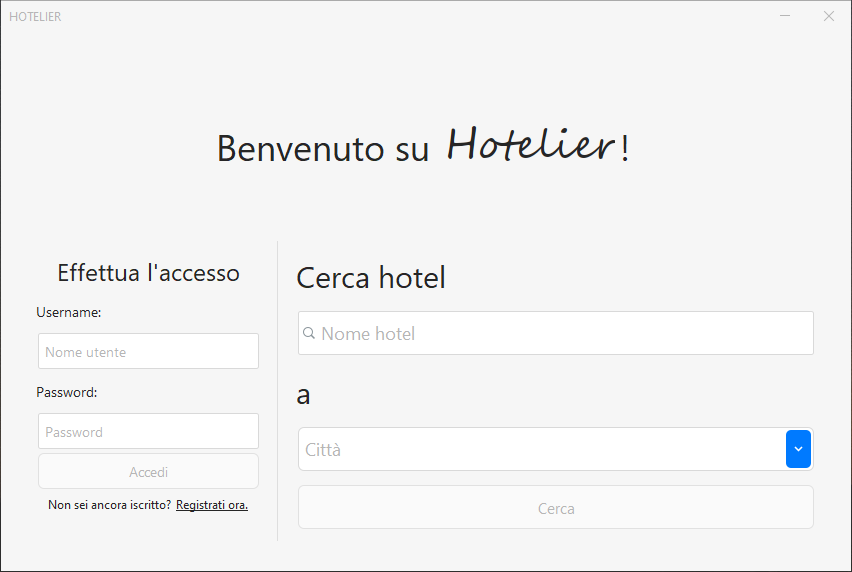 HOTELIER
Benvenuto su Hotelier!
Effettua l'accesso
Username:
Nome utente
Password:
Password
Accedi
Non sei ancora iscritto? Registrati ora.
Cerca hotel
Nome hotel
a
Città
Cerca